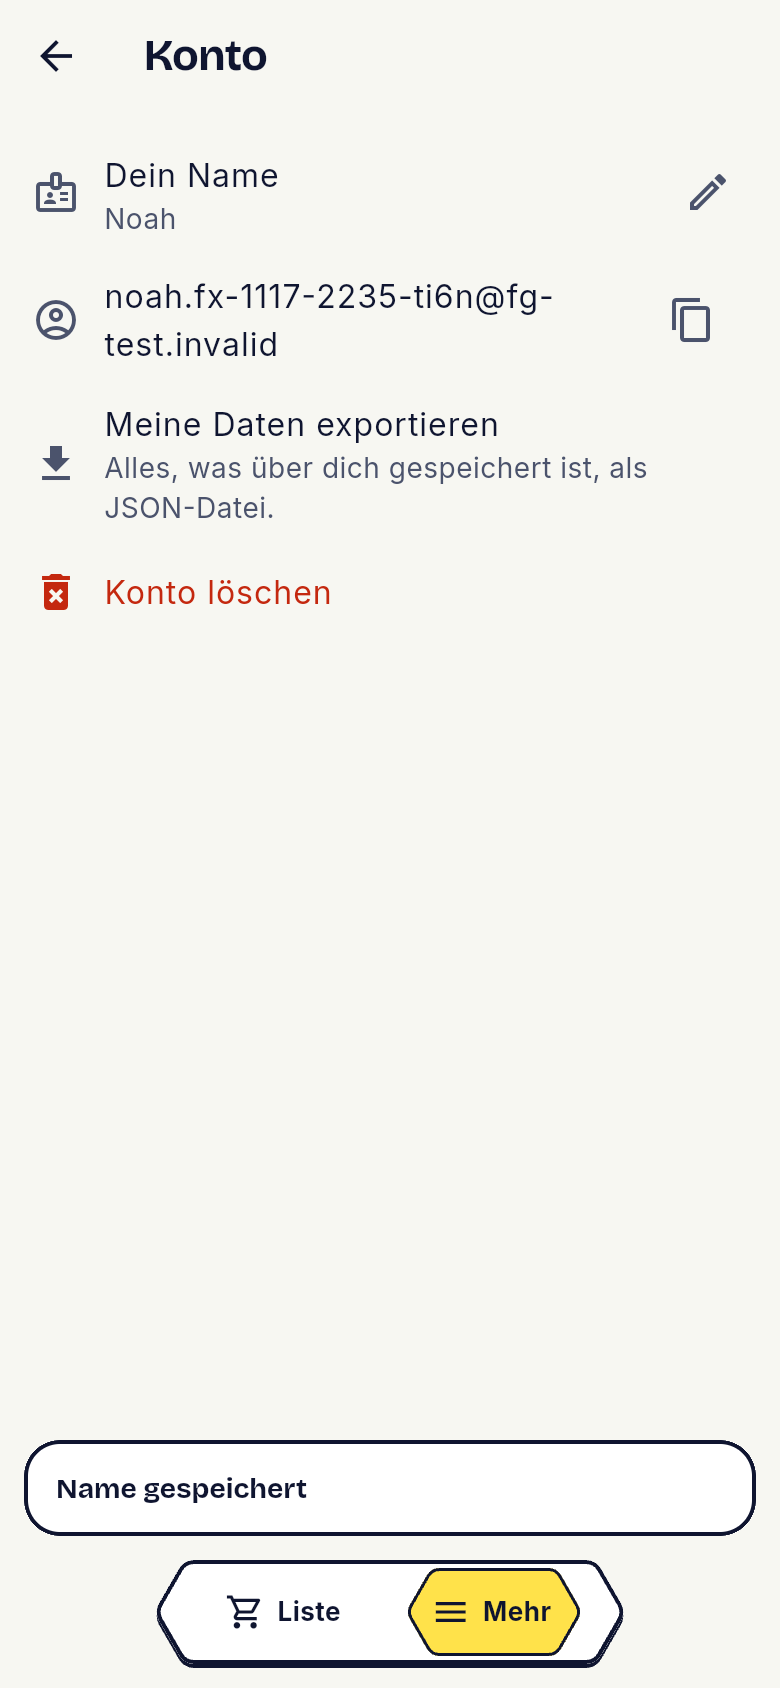 Konto
Dein Name
Noah
noah.fx-1117-2235-ti6n@fg-
test.invalid
Meine Daten exportieren
Alles, was über dich gespeichert ist, als
JSON-Datei.
Konto löschen
Name gespeichert
Liste
Mehr